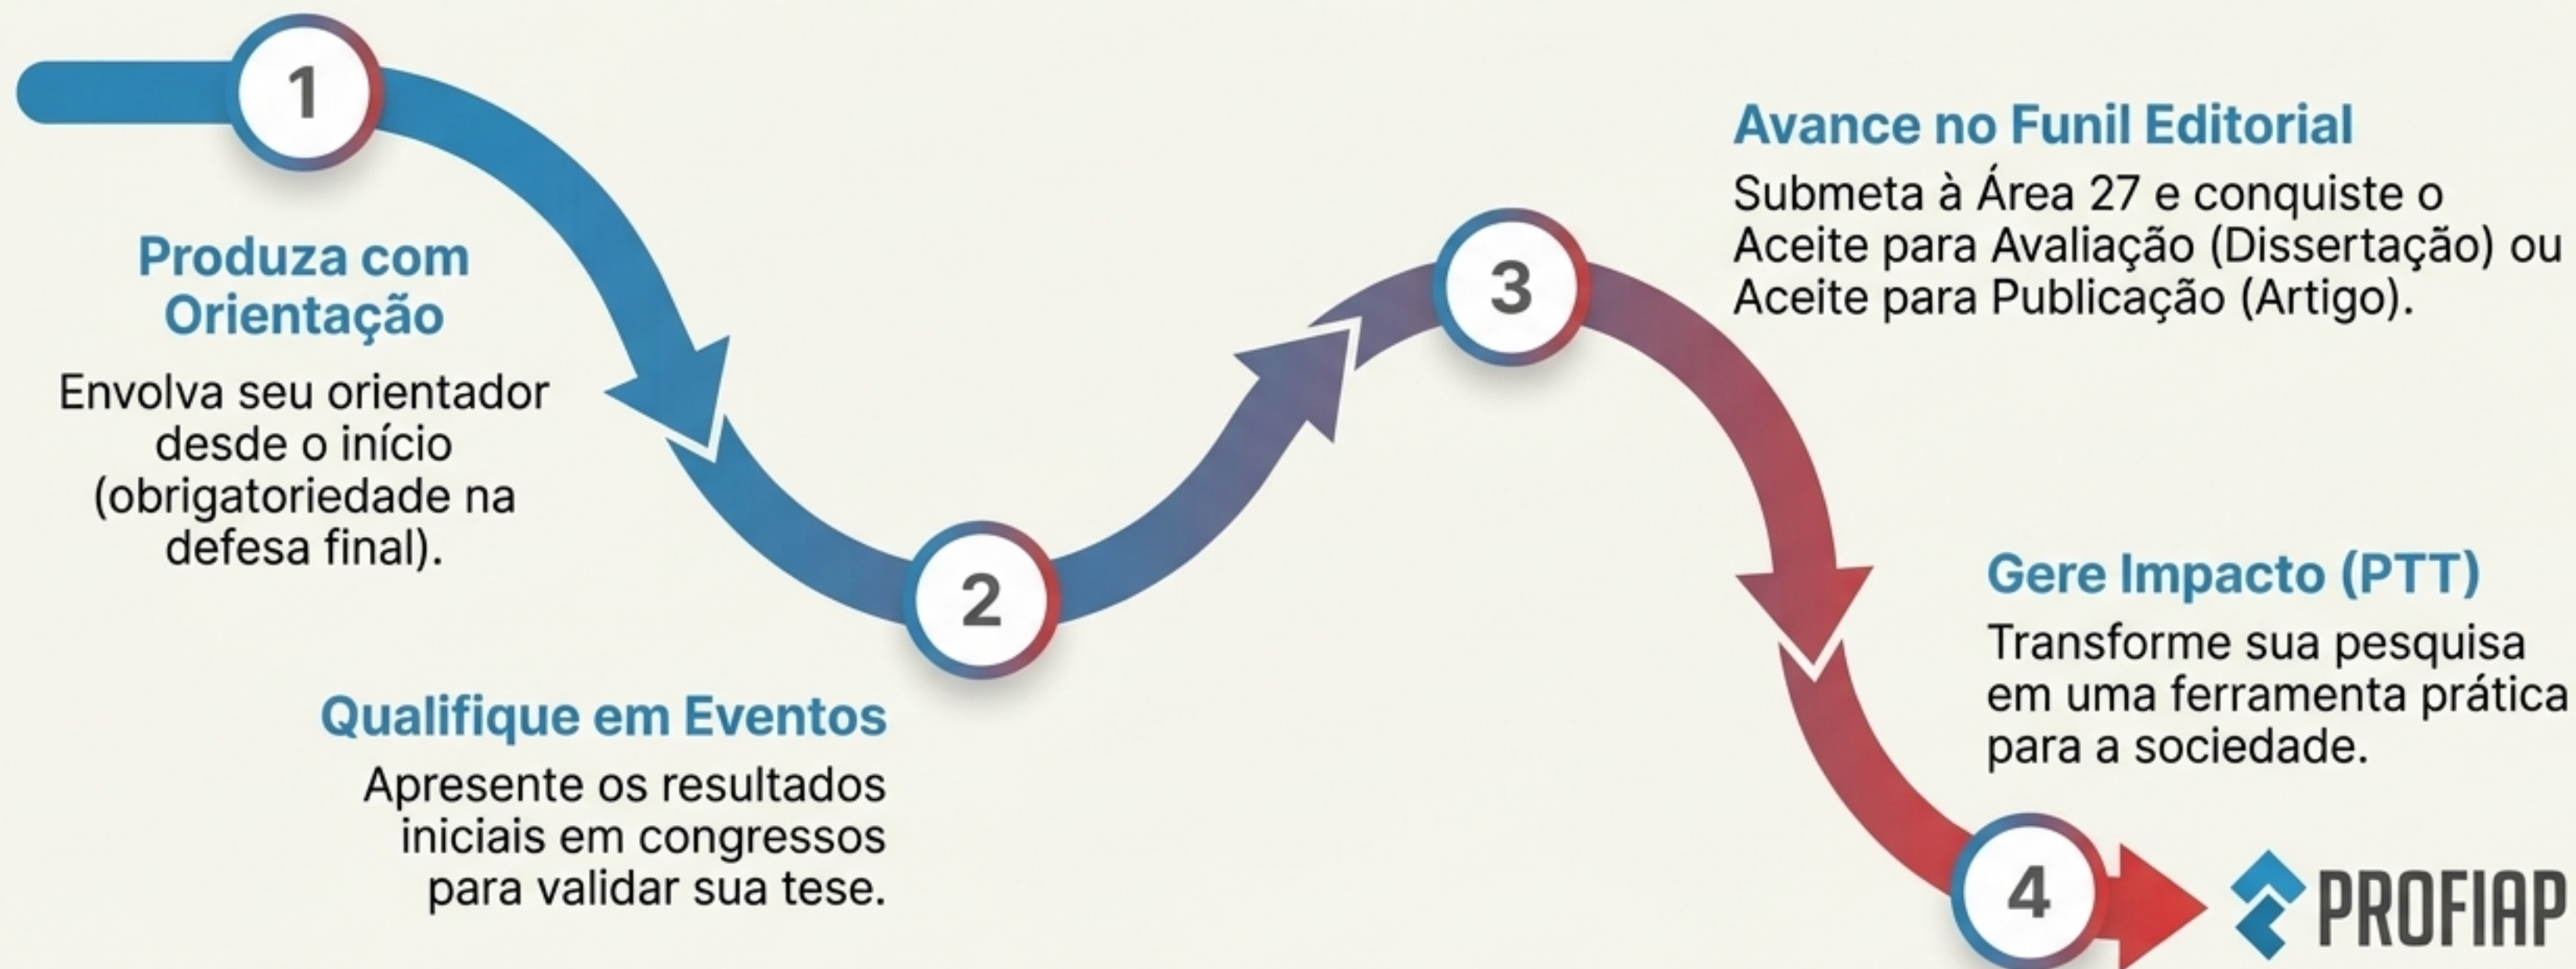 1
Produza com
Orientação
Envolva seu orientador
desde o início
(obrigatoriedade na
defesa final).
2
Qualifique em Eventos
Apresente os resultados
iniciais em congressos
para validar sua tese.
3
Avance no Funil Editorial
Submeta à Área 27 e conquiste o
Aceite para Avaliação (Dissertação) ou
Aceite para Publicação (Artigo).
Gere Impacto (PTT)
Transforme sua pesquisa
em uma ferramenta prática
para a sociedade.
4
PROFIAP